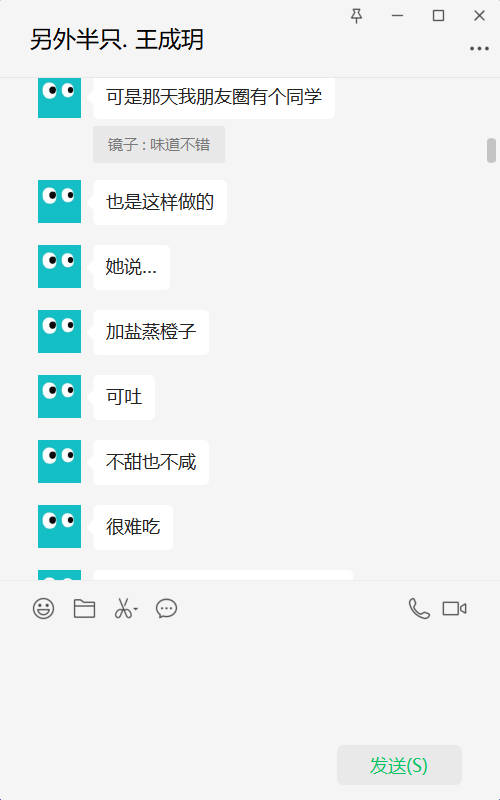 另外半只. 王成玥
可是那天我朋友圈有个同学
镜子 : 味道不错
也是这样做的
她说...
加盐蒸橙子
可吐
不甜也不咸
很难吃
发送(S)